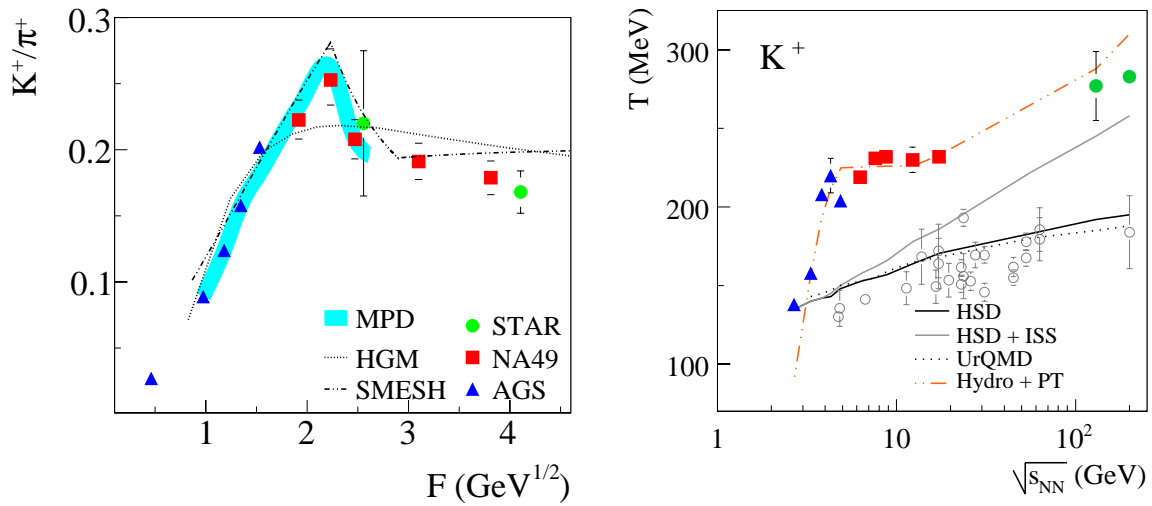 K⁺/π⁺
0.3
0.2
0.1
MPD
HGM
SMESH
STAR
NA49
AGS
1 2 3 4
F (GeV^1/2)
T (MeV)
300
200
100
K +
HSD
HSD + ISS
UrQMD
Hydro + PT
1 10 10²
√s_NN (GeV)